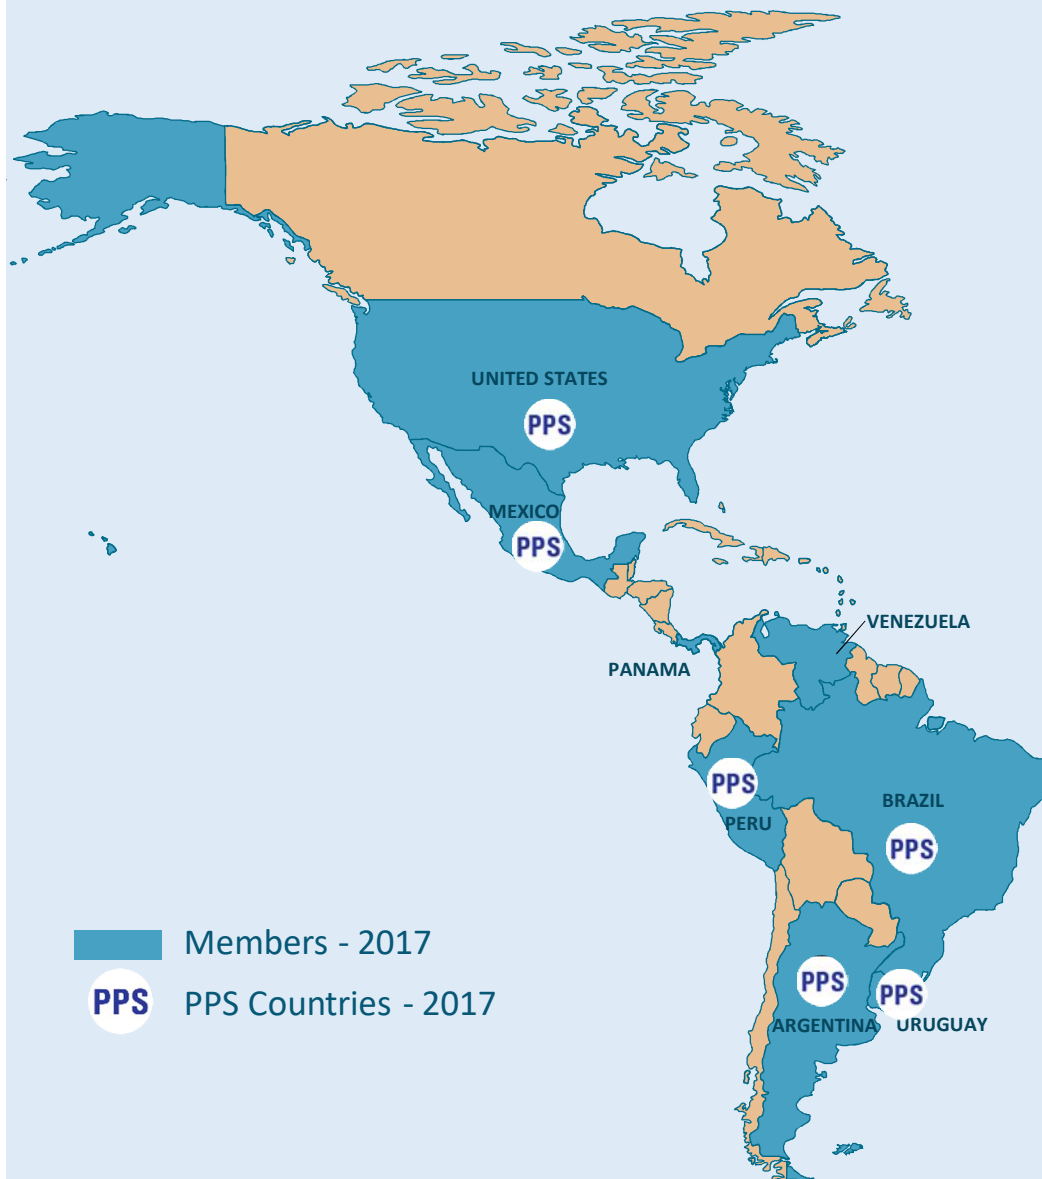 UNITED STATES
PPS
MEXICO
PPS
VENEZUELA
PANAMA
PPS
PERU
BRAZIL
PPS
PPS
ARGENTINA
PPS
URUGUAY
Members - 2017
PPS PPS Countries - 2017